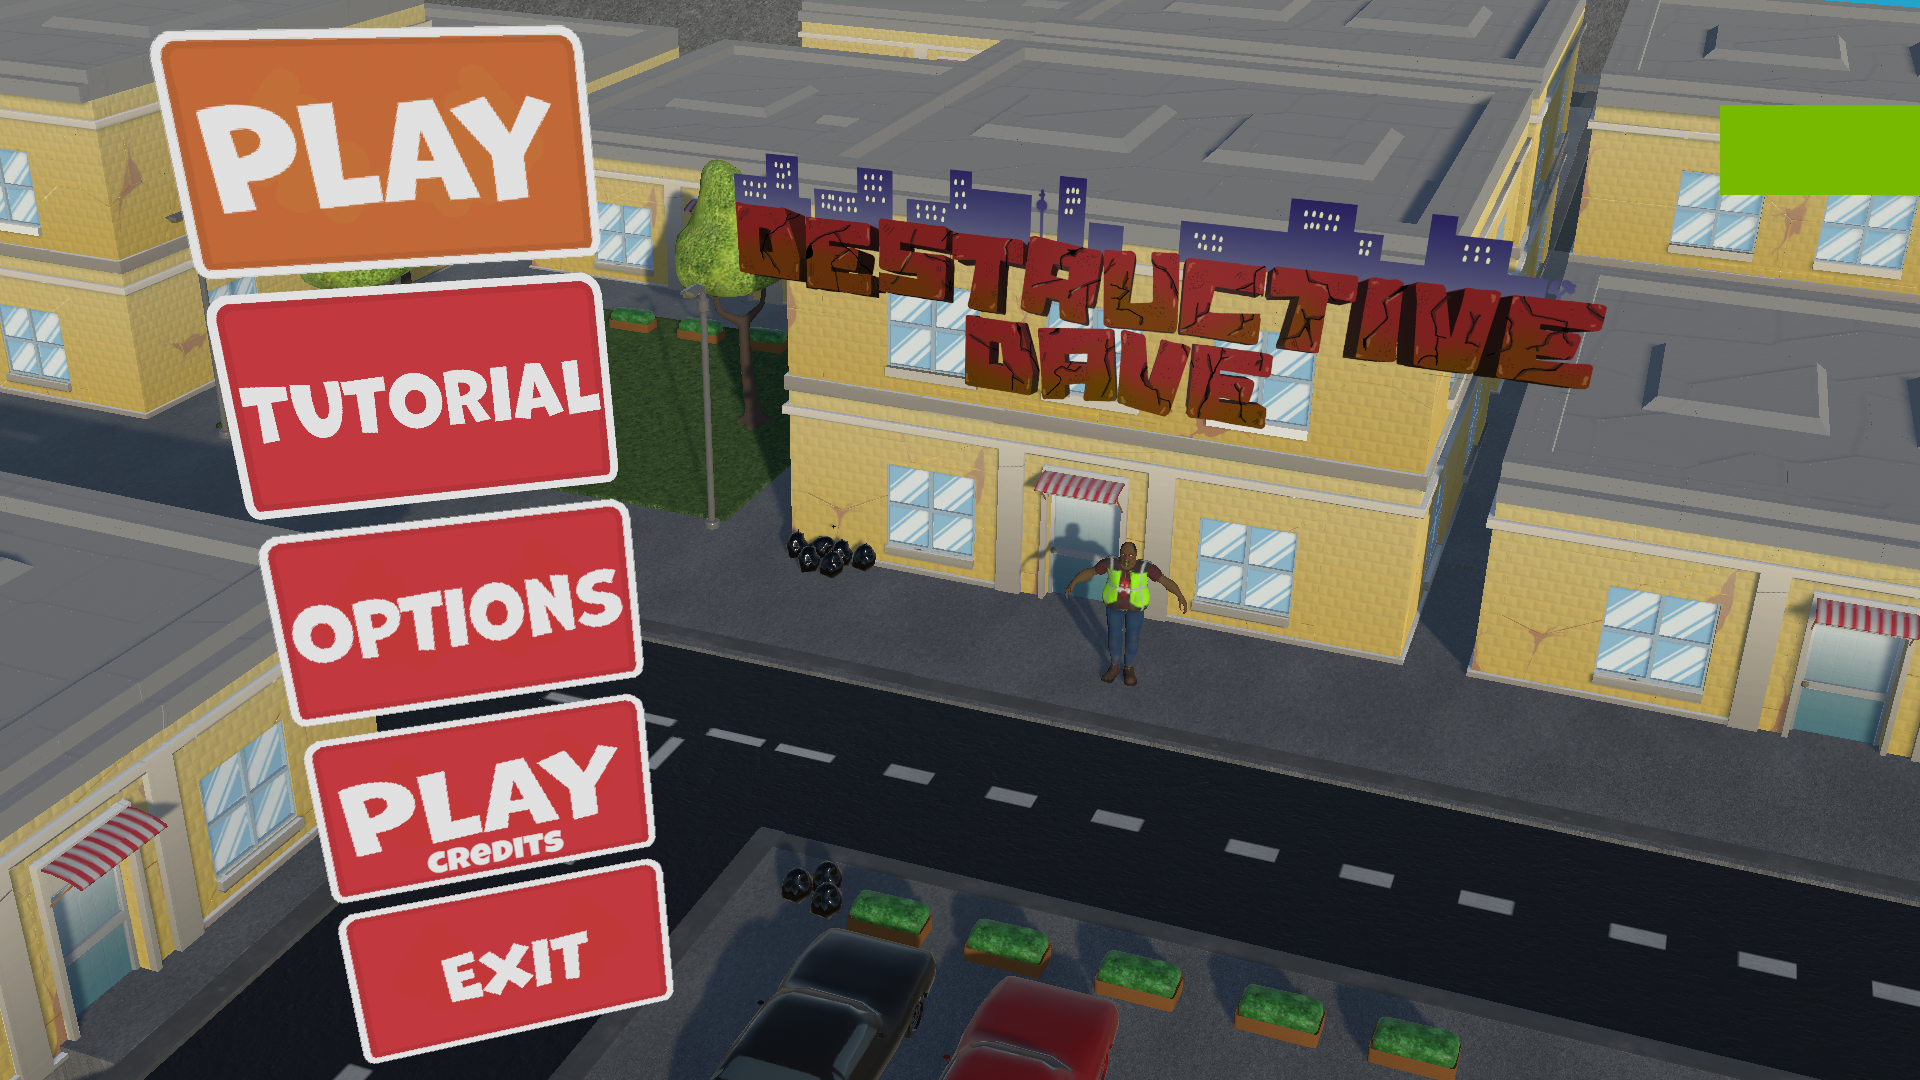 PLAY
TUTORIAL
OPTIONS
PLAY
CREDITS
EXIT
DESTRUCTIVE
DAVE